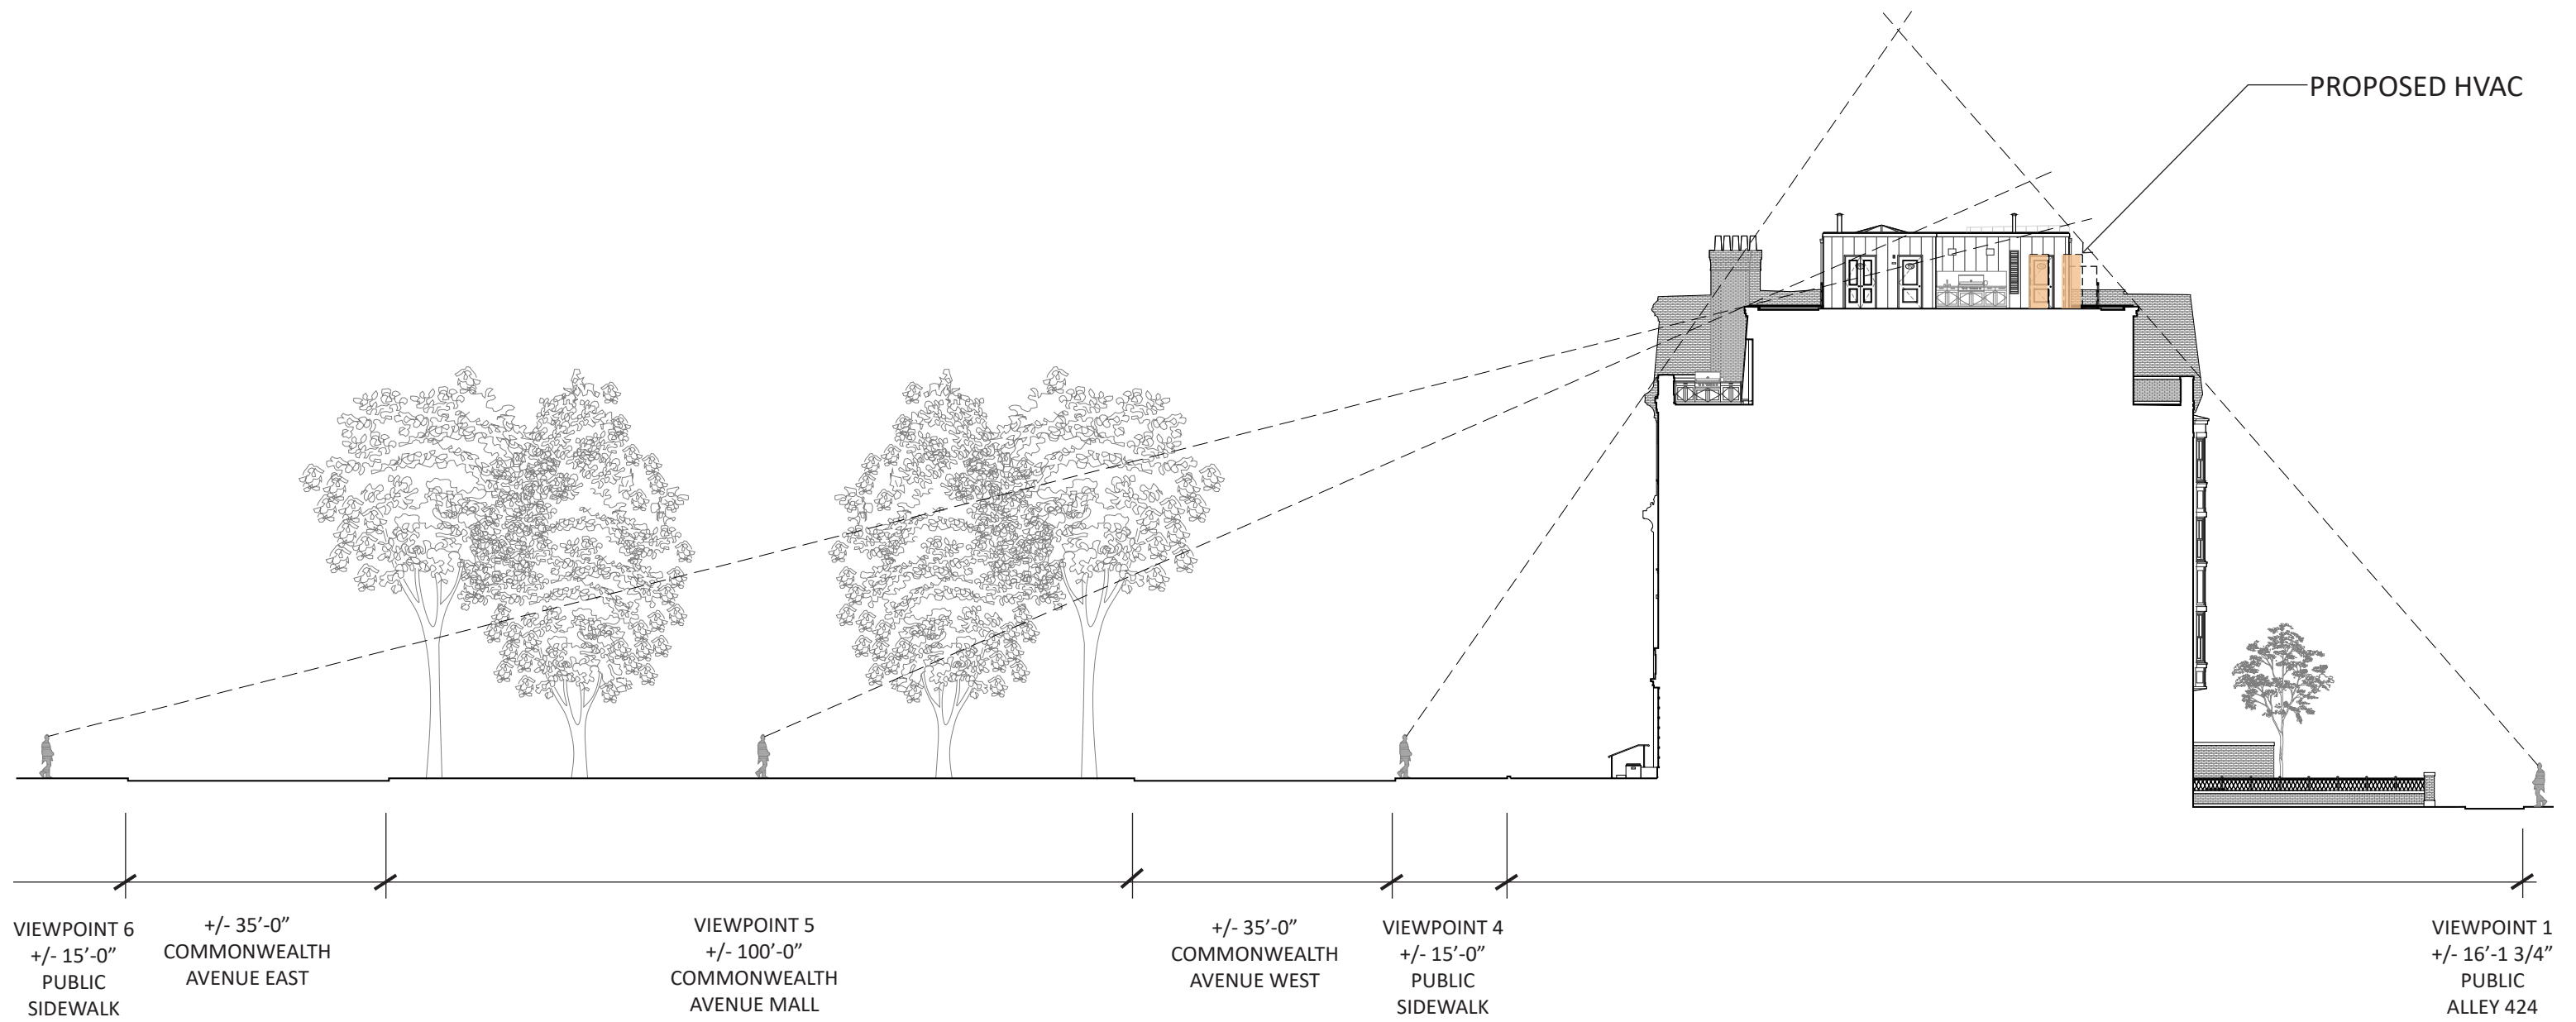 PROPOSED HVAC
VIEWPOINT 6
+/- 15’-0”
PUBLIC
SIDEWALK
+/- 35’-0”
COMMONWEALTH
AVENUE EAST
VIEWPOINT 5
+/- 100’-0”
COMMONWEALTH
AVENUE MALL
+/- 35’-0”
COMMONWEALTH
AVENUE WEST
VIEWPOINT 4
+/- 15’-0”
PUBLIC
SIDEWALK
VIEWPOINT 1
+/- 16’-1 3/4”
PUBLIC
ALLEY 424